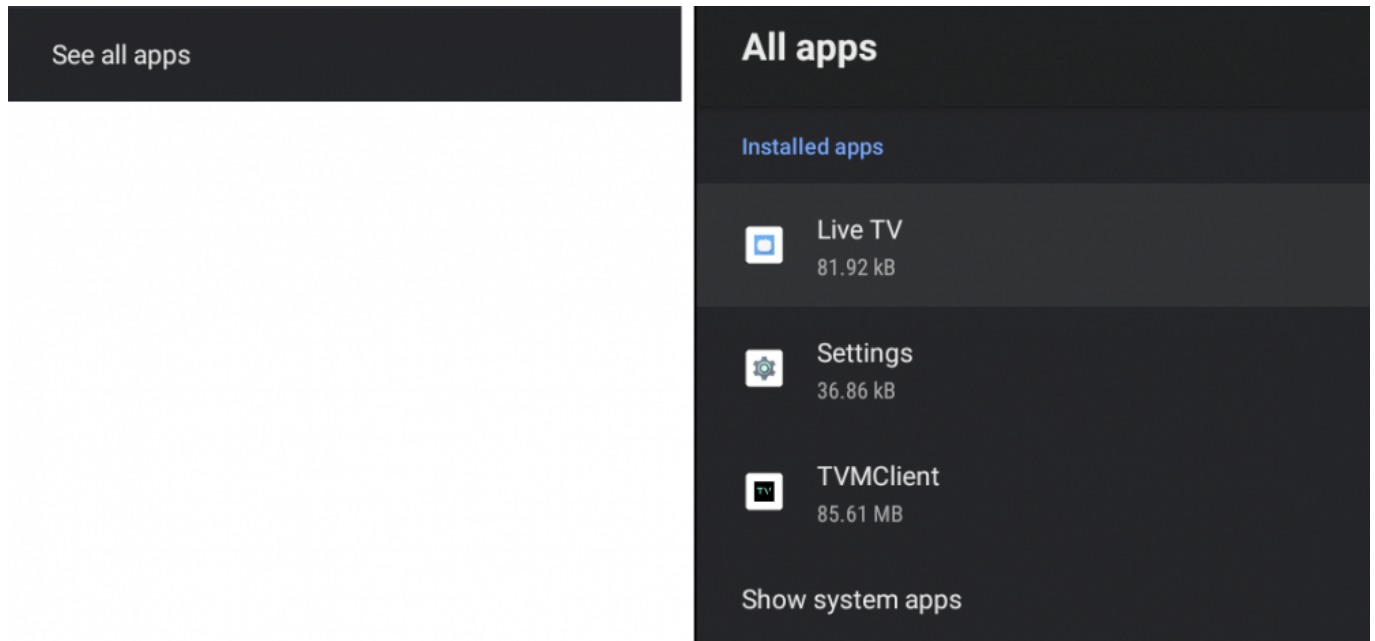 See all apps
All apps
Installed apps
Live TV
81.92 kB
Settings
36.86 kB
TV
TVMClient
85.61 MB
Show system apps